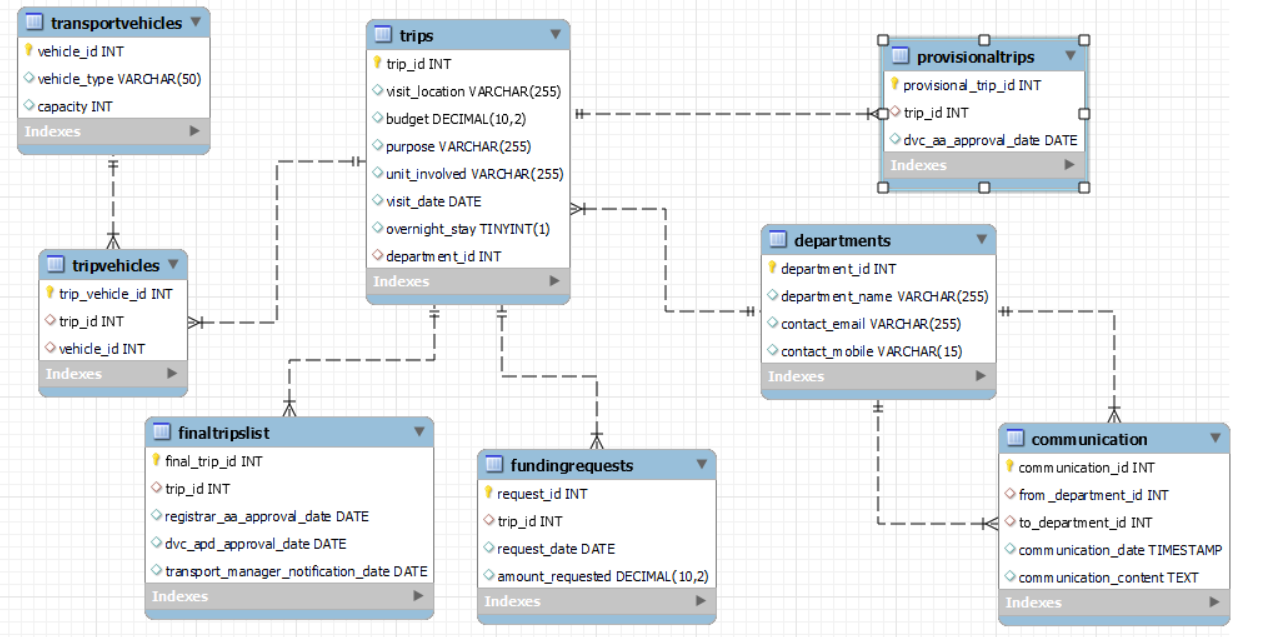 transportvehicles
vehicle_id INT
vehicle_type VARCHAR(50)
capacity INT
Indexes
trips
trip_id INT
visit_location VARCHAR(255)
budget DECIMAL(10,2)
purpose VARCHAR(255)
unit_involved VARCHAR(255)
visit_date DATE
overnight_stay TINYINT(1)
department_id INT
Indexes
provisionaltrips
provisional_trip_id INT
trip_id INT
dvc_aa_approval_date DATE
Indexes
tripvehicles
trip_vehicle_id INT
trip_id INT
vehicle_id INT
Indexes
departments
department_id INT
department_name VARCHAR(255)
contact_email VARCHAR(255)
contact_mobile VARCHAR(15)
Indexes
finaltripslist
final_trip_id INT
trip_id INT
registrar_aa_approval_date DATE
dvc_apd_approval_date DATE
transport_manager_notification_date DATE
Indexes
fundingrequests
request_id INT
trip_id INT
request_date DATE
amount_requested DECIMAL(10,2)
Indexes
communication
communication_id INT
from_department_id INT
to_department_id INT
communication_date TIMESTAMP
communication_content TEXT
Indexes